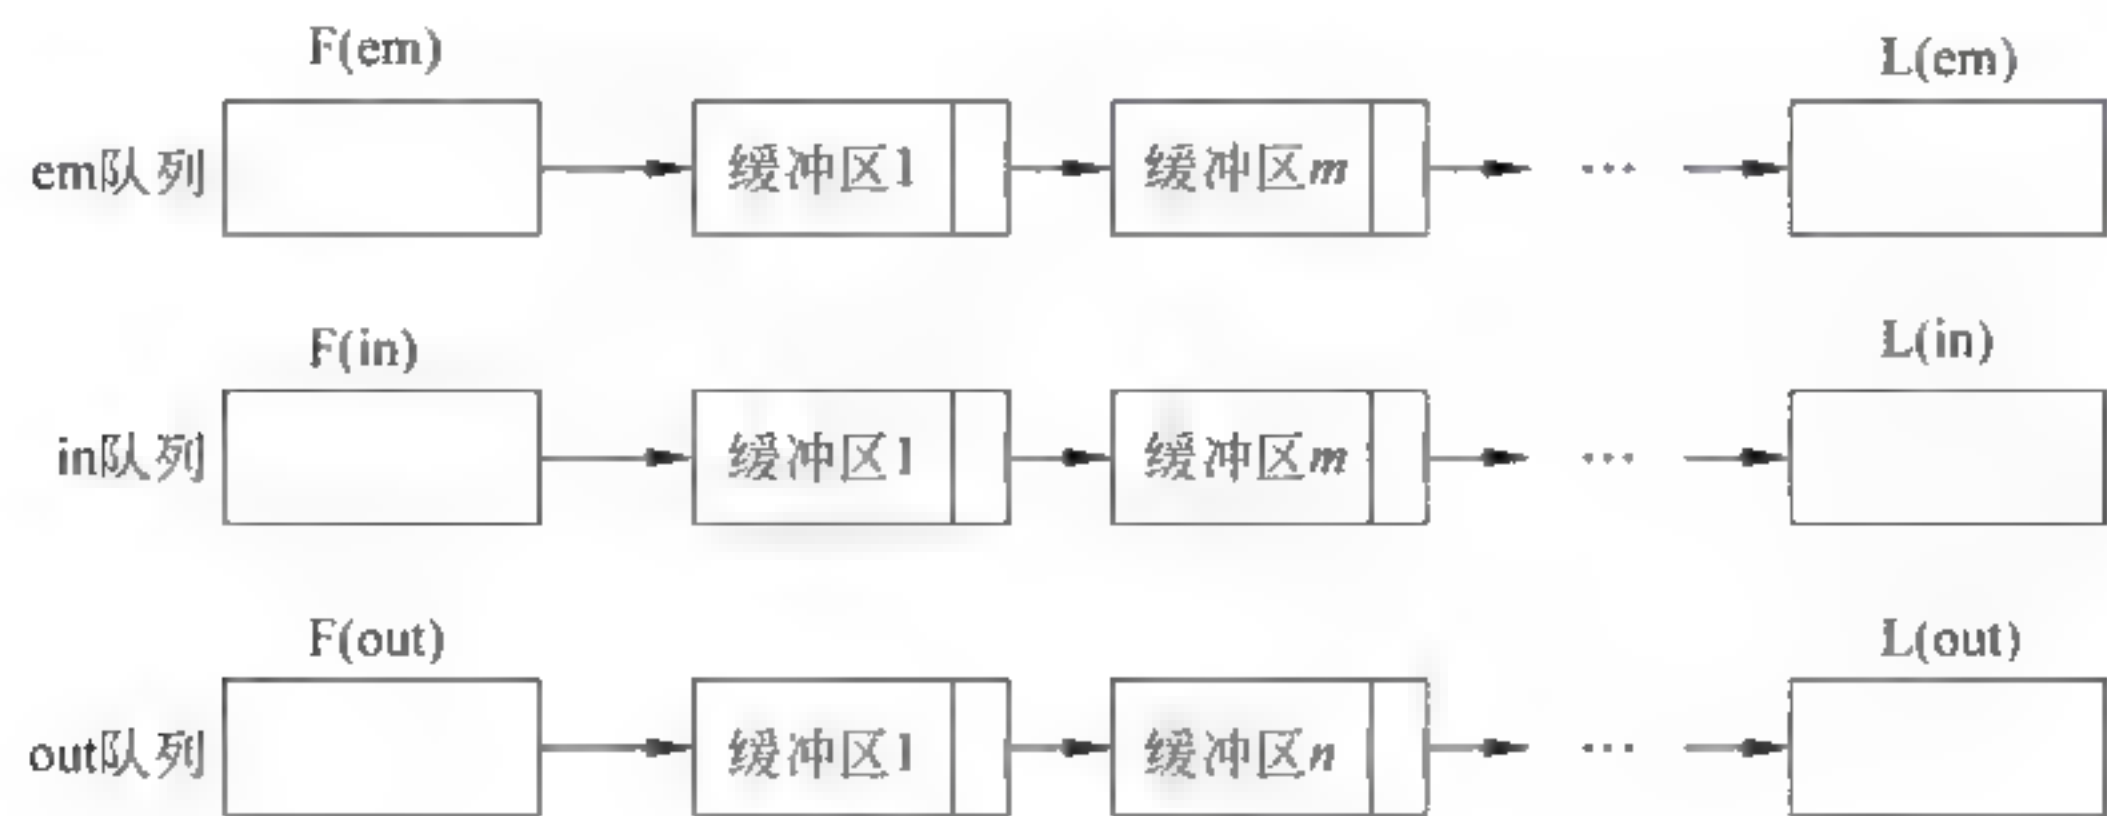 F(em) L(em)
em队列 缓冲区1 缓冲区m ...
F(in) L(in)
in队列 缓冲区1 缓冲区m ...
F(out) L(out)
out队列 缓冲区1 缓冲区n ...